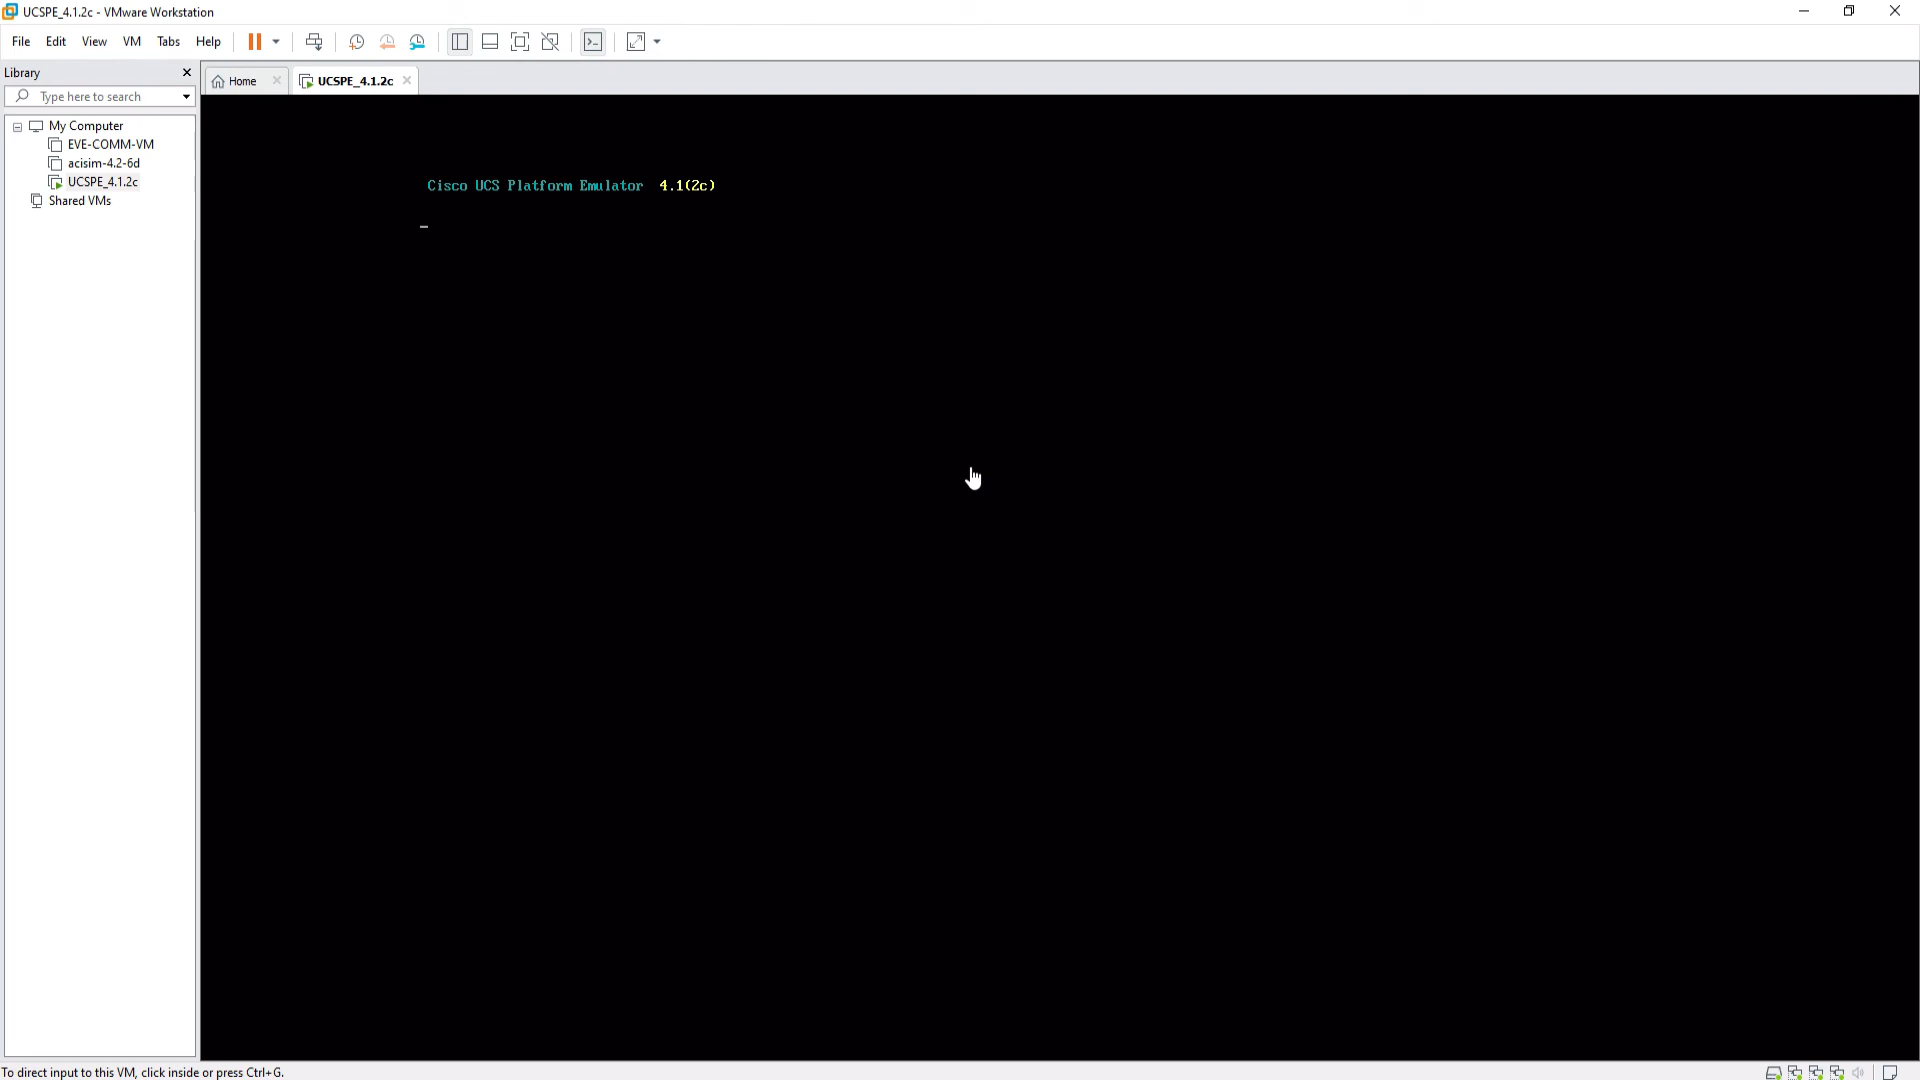 UCSPE_4.1.2c - VMware Workstation
File Edit View VM Tabs Help
Library
Home
UCSPE_4.1.2c
Type here to search
My Computer
EVE-COMM-VM
acisim-4.2-6d
UCSPE_4.1.2c
Shared VMs
Cisco UCS Platform Emulator 4.1(2c)
To direct input to this VM, click inside or press Ctrl+G.